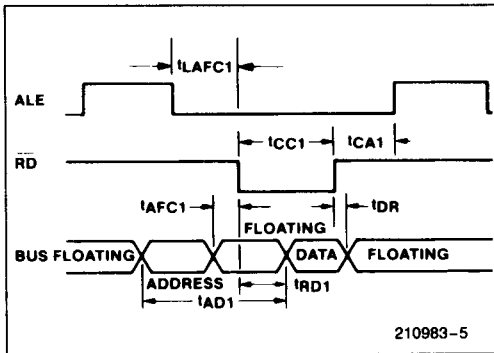 tLAFC1
ALE
tCC1
tCA1
RD
tAFC1
tDR
FLOATING
BUS FLOATING
DATA
FLOATING
ADDRESS
tRD1
tAD1
210983-5